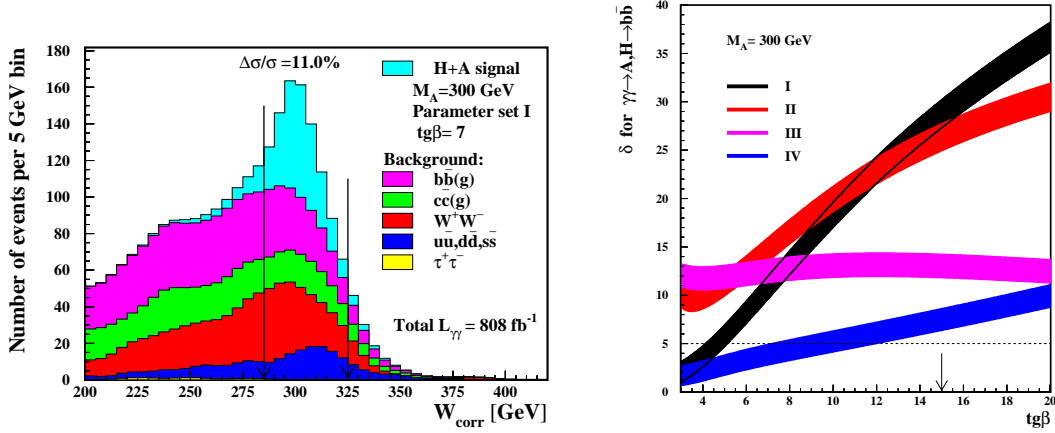 Number of events per 5 GeV bin
180
160
140
120
100
80
60
40
20
0
200 225 250 275 300 325 350 375 400
W_corr [GeV]
Δσ/σ =11.0%
H+A signal
M_A=300 GeV
Parameter set I
tgβ= 7
Background:
bb̄(g)
cc̄(g)
W⁺W⁻
uū,dd̄,ss̄
τ⁺τ⁻
Total L_γγ = 808 fb⁻¹
δ for γγ→A,H→bb̄
40
35
30
25
20
15
10
5
0
4 6 8 10 12 14 16 18 20
tgβ
M_A= 300 GeV
I
II
III
IV